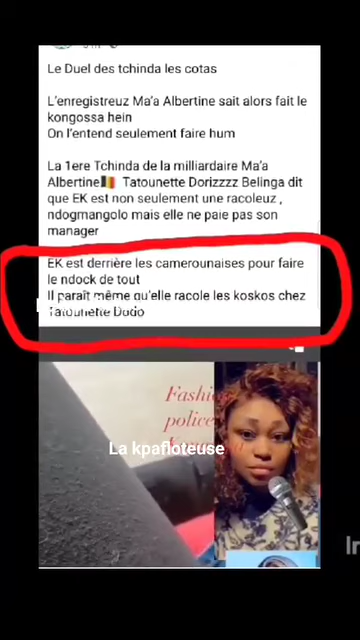 Le Duel des tchinda les cotas
L'enregistreuz Ma'a Albertine sait alors fait le
kongossa hein
On l'entend seulement faire hum
La 1ere Tchinda de la milliardaire Ma'a
Albertine🇧🇪 Tatounette Dorizzzz Belinga dit
que EK est non seulement une racoleuz ,
ndogmangolo mais elle ne paie pas son
manager
EK est derrière les camerounaises pour faire
le ndock de tout
Il paraît même qu'elle racole les koskos chez
Tatounette Dodo
Fashion
police
La kpafioteuse